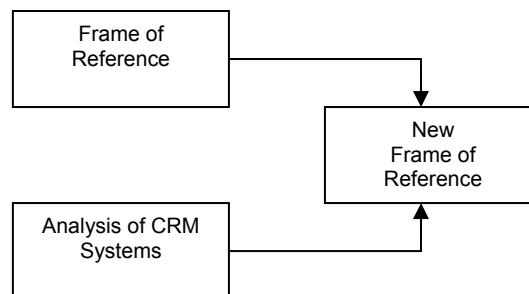 Frame of
Reference
New
Frame of
Reference
Analysis of CRM
Systems